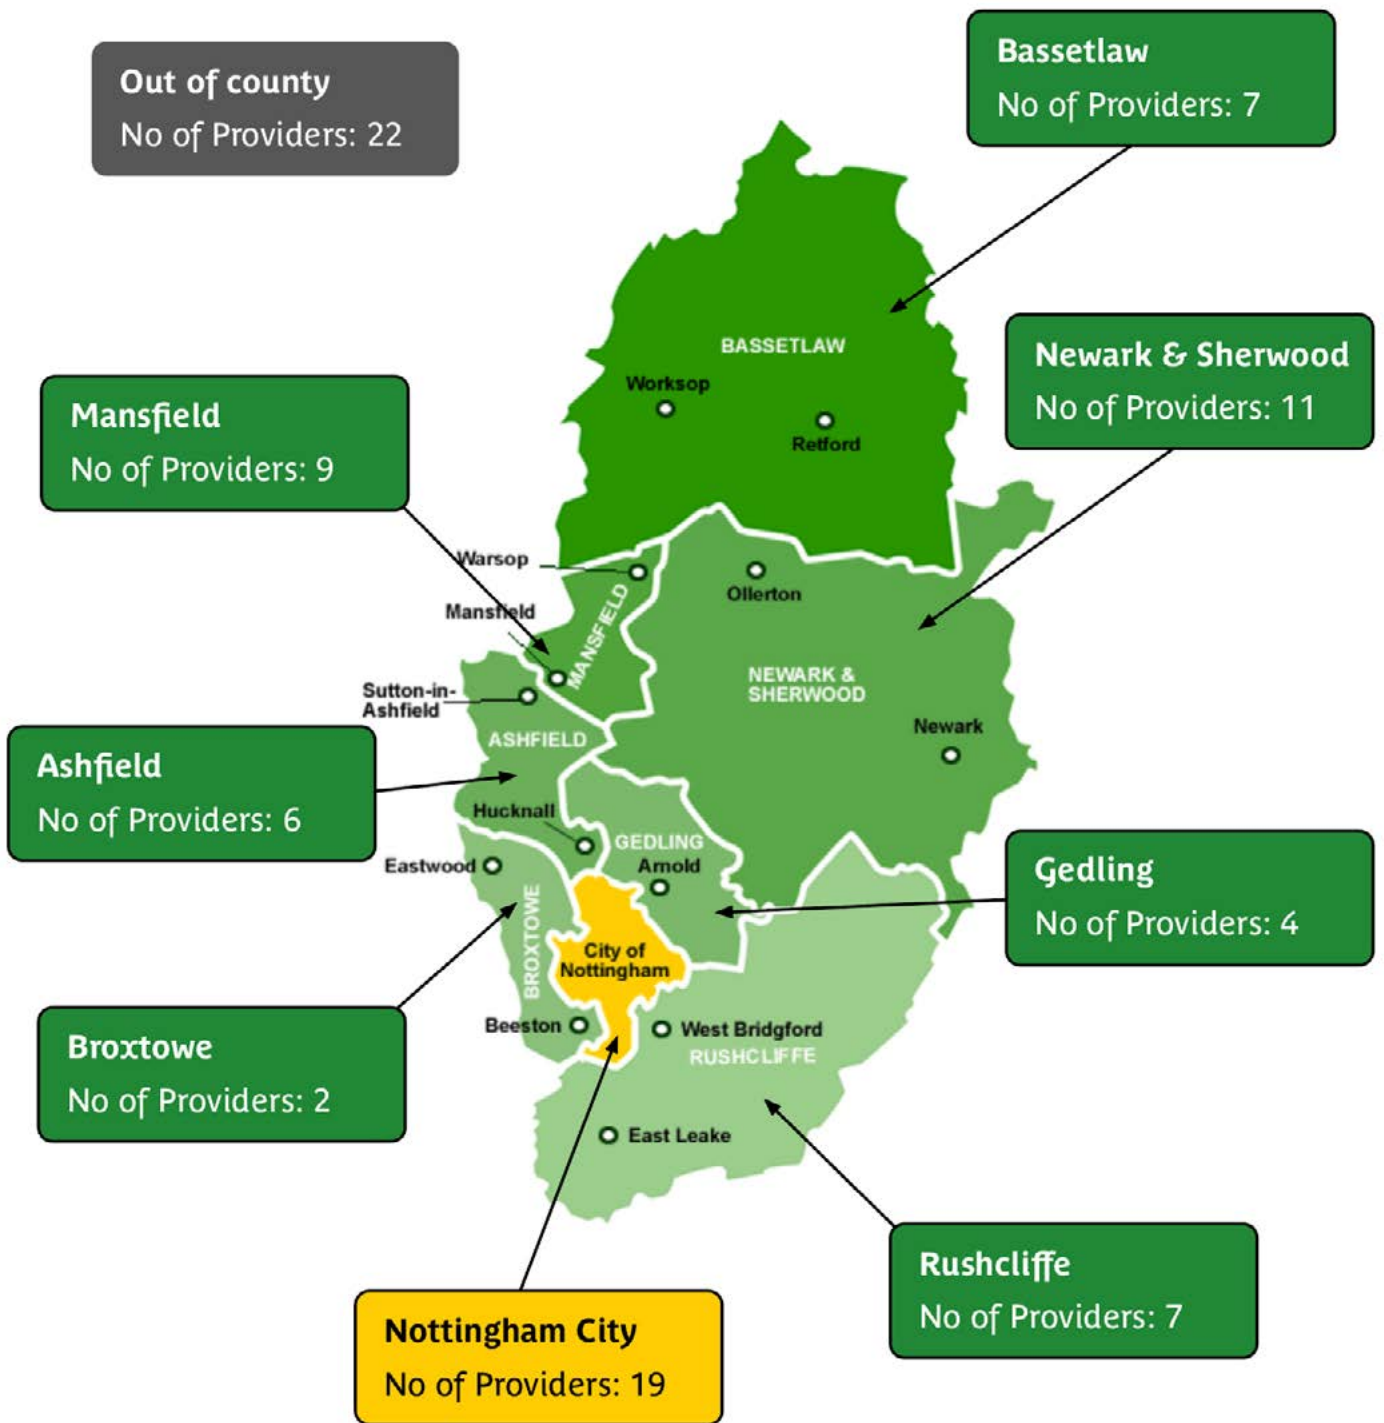 Out of county
No of Providers: 22
Bassetlaw
No of Providers: 7
BASSETLAW
Worksop
Retford
Newark & Sherwood
No of Providers: 11
Mansfield
No of Providers: 9
Warsop
Mansfield
MANSFIELD
Ollerton
NEWARK &
SHERWOOD
Newark
Sutton-in-
Ashfield
ASHFIELD
Ashfield
No of Providers: 6
Hucknall
GEDLING
Arnold
Eastwood
Gedling
No of Providers: 4
BROXTOWE
City of
Nottingham
Beeston
West Bridgford
RUSHCLIFFE
Broxtowe
No of Providers: 2
East Leake
Rushcliffe
No of Providers: 7
Nottingham City
No of Providers: 19